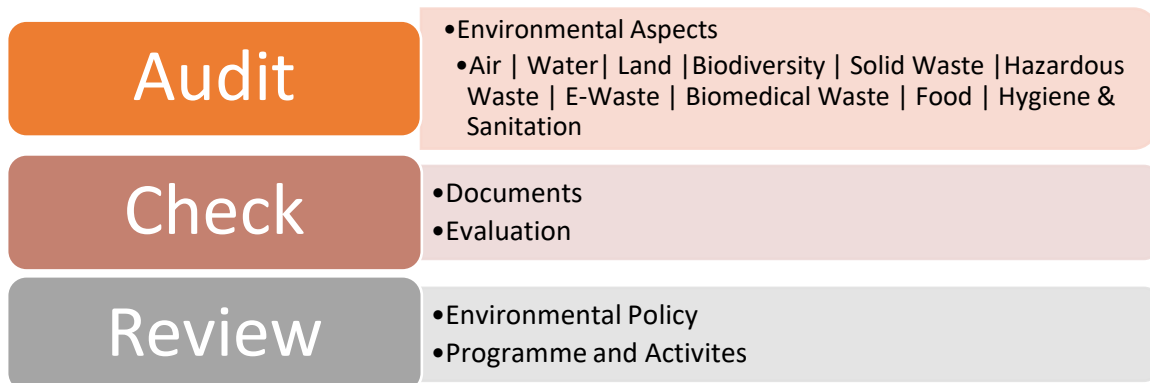 Audit
•Environmental Aspects
•Air | Water| Land |Biodiversity | Solid Waste |Hazardous
Waste | E-Waste | Biomedical Waste | Food | Hygiene &
Sanitation
Check
•Documents
•Evaluation
Review
•Environmental Policy
•Programme and Activites